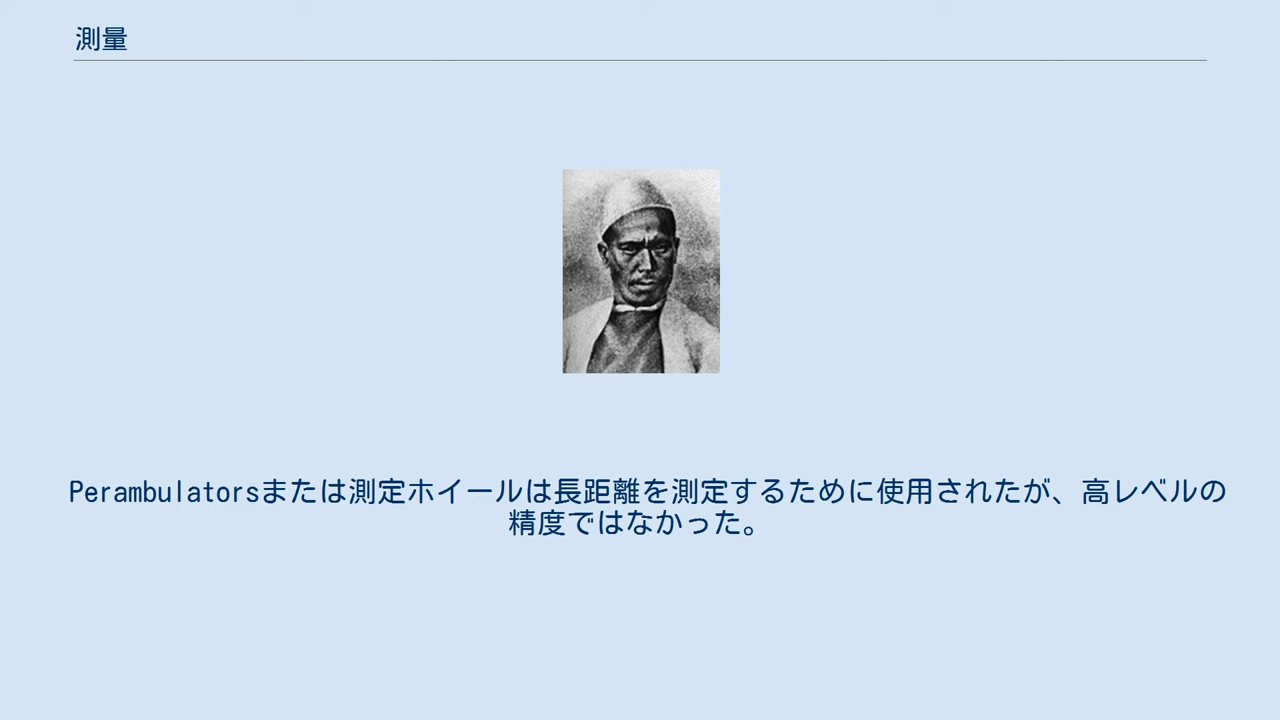 測量
Perambulatorsまたは測定ホイールは長距離を測定するために使用されたが、高レベルの
精度ではなかった。